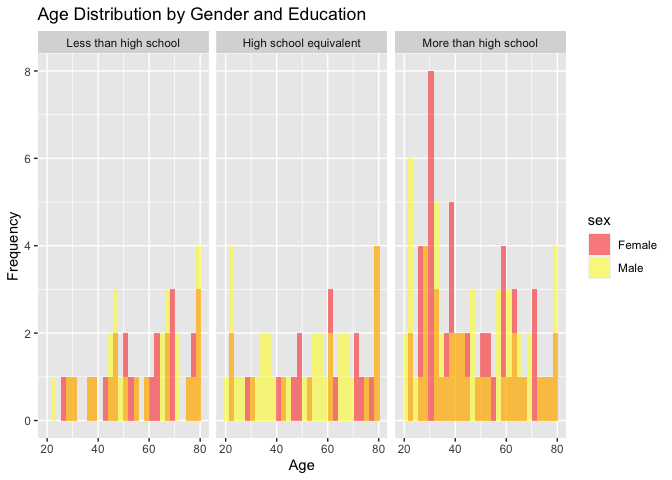 Age Distribution by Gender and Education
Less than high school
High school equivalent
More than high school
8
6
4
2
0
Frequency
20 40 60 80
20 40 60 80
20 40 60 80
Age
sex
Female
Male